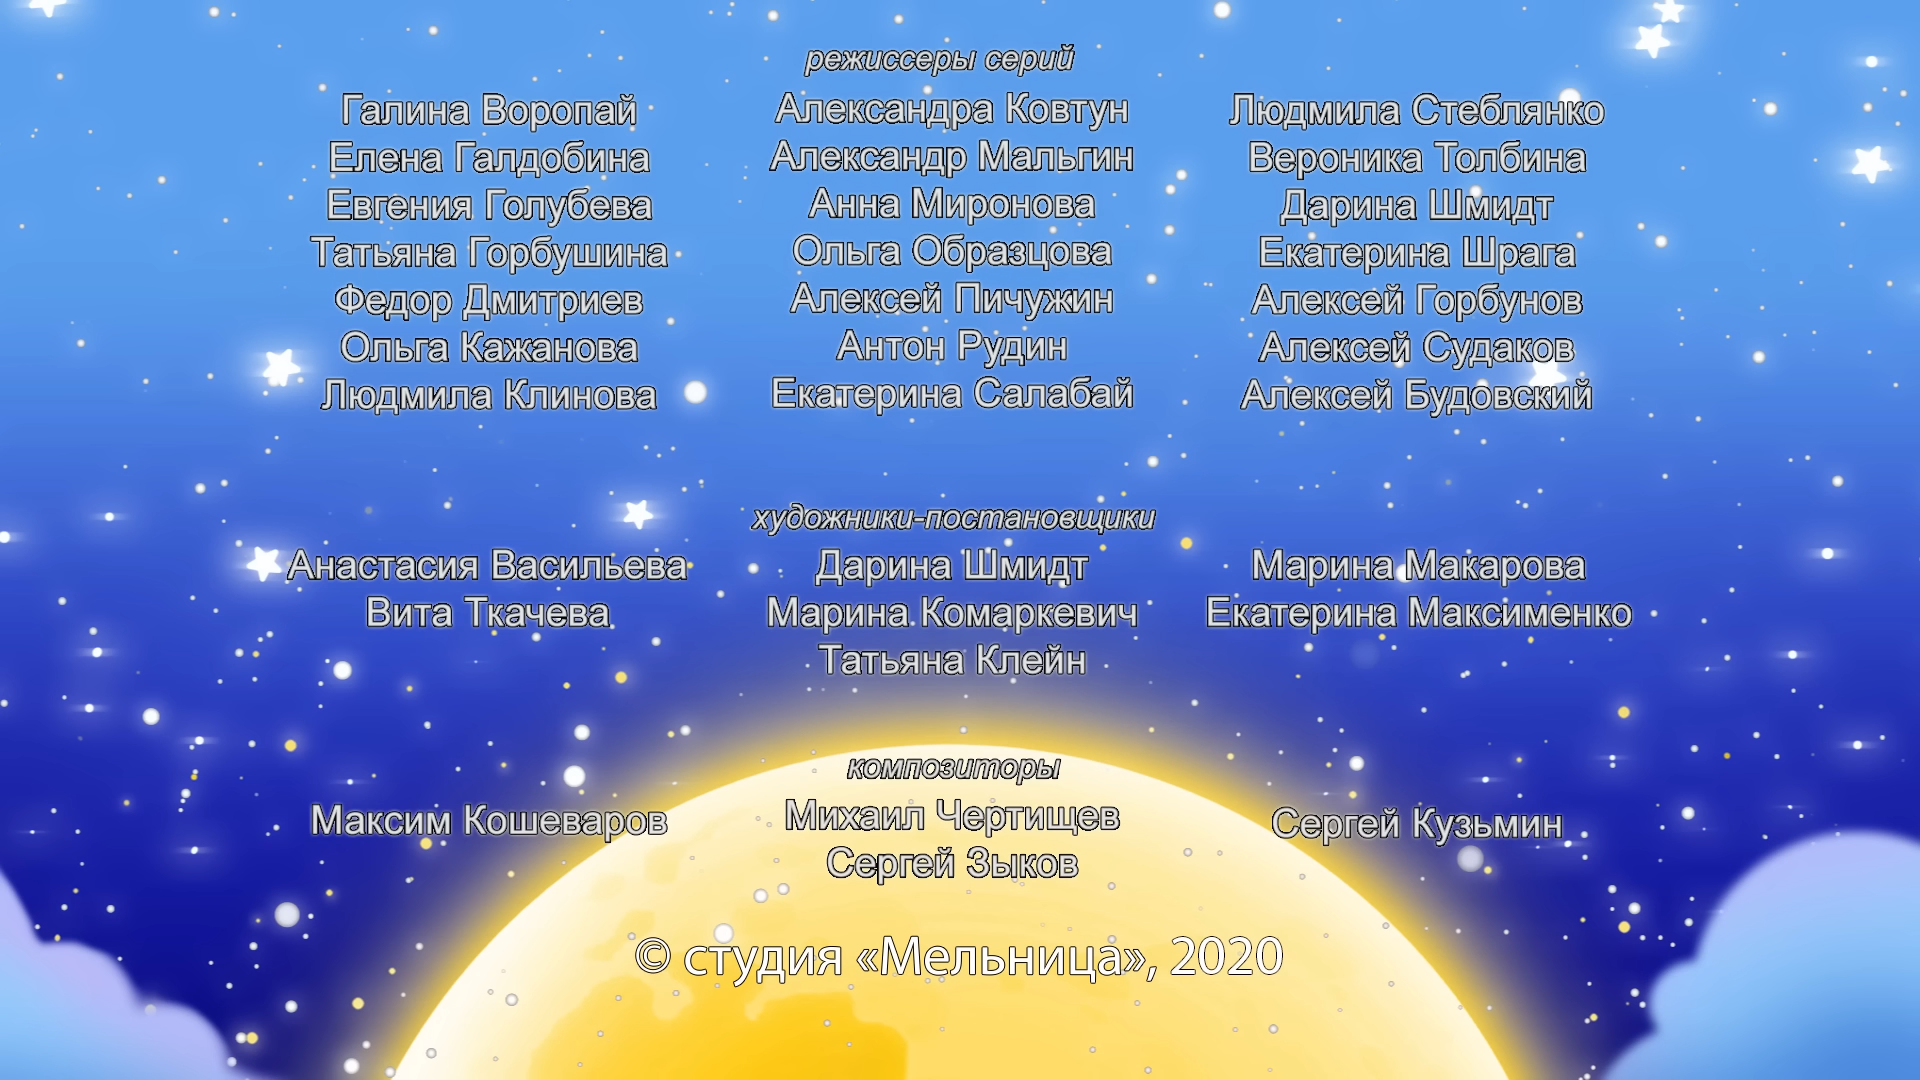 режиссеры серий
Галина Воропай
Елена Галдобина
Евгения Голубева
Татьяна Горбушина
Федор Дмитриев
Ольга Кажанова
Людмила Клинова
Александра Ковтун
Александр Мальгин
Анна Миронова
Ольга Образцова
Алексей Пичужин
Антон Рудин
Екатерина Салабай
Людмила Стеблянко
Вероника Толбина
Дарина Шмидт
Екатерина Шрага
Алексей Горбунов
Алексей Судаков
Алексей Будовский
художники-постановщики
Анастасия Васильева
Вита Ткачева
Дарина Шмидт
Марина Комаркевич
Татьяна Клейн
Марина Макарова
Екатерина Максименко
композиторы
Максим Кошеваров
Михаил Чертищев
Сергей Зыков
Сергей Кузьмин
© студия «Мельница», 2020